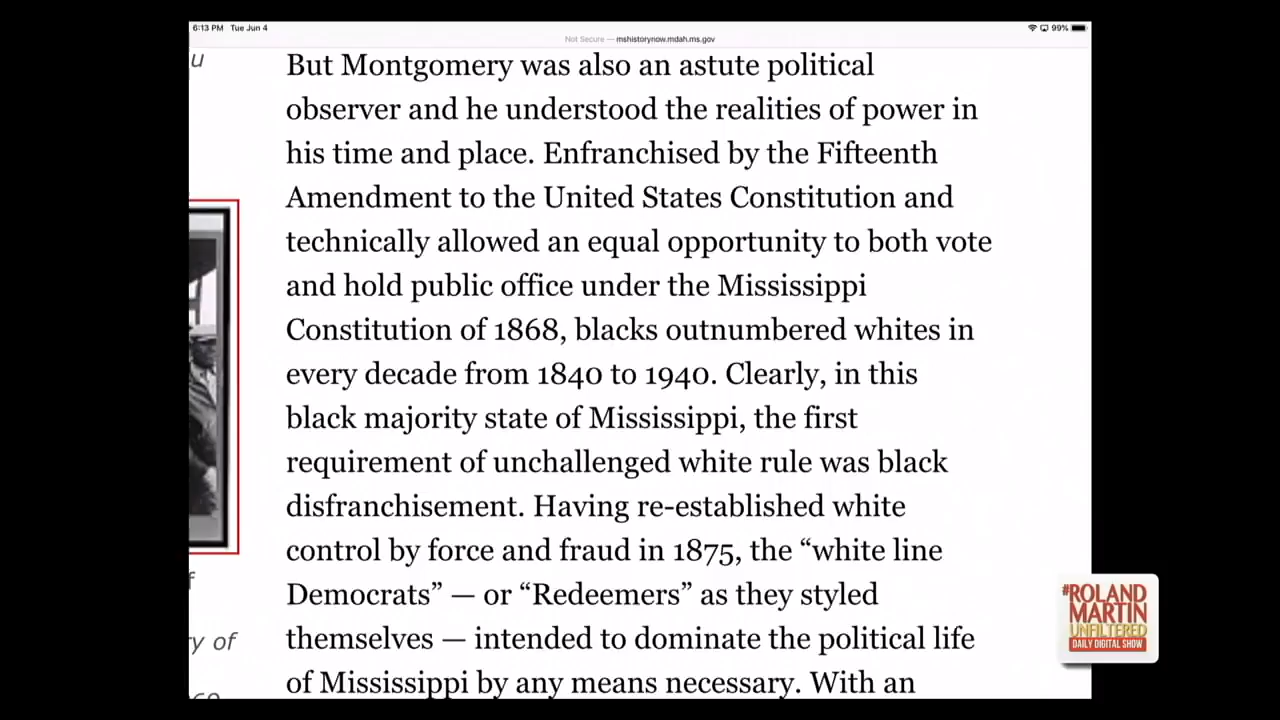 6:13 PM Tue Jun 4
99%
Not Secure — mshistorynow.mdah.ms.gov
u
But Montgomery was also an astute political
observer and he understood the realities of power in
his time and place. Enfranchised by the Fifteenth
Amendment to the United States Constitution and
technically allowed an equal opportunity to both vote
and hold public office under the Mississippi
Constitution of 1868, blacks outnumbered whites in
every decade from 1840 to 1940. Clearly, in this
black majority state of Mississippi, the first
requirement of unchallenged white rule was black
disfranchisement. Having re-established white
control by force and fraud in 1875, the “white line
Democrats” — or “Redeemers” as they styled
themselves — intended to dominate the political life
of Mississippi by any means necessary. With an
f
ry of
#ROLAND
MARTIN
UNFILTERED
DAILY DIGITAL SHOW